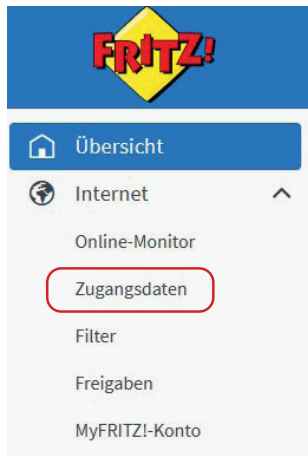 FRITZ!
Übersicht
Internet
Online-Monitor
Zugangsdaten
Filter
Freigaben
MyFRITZ!-Konto